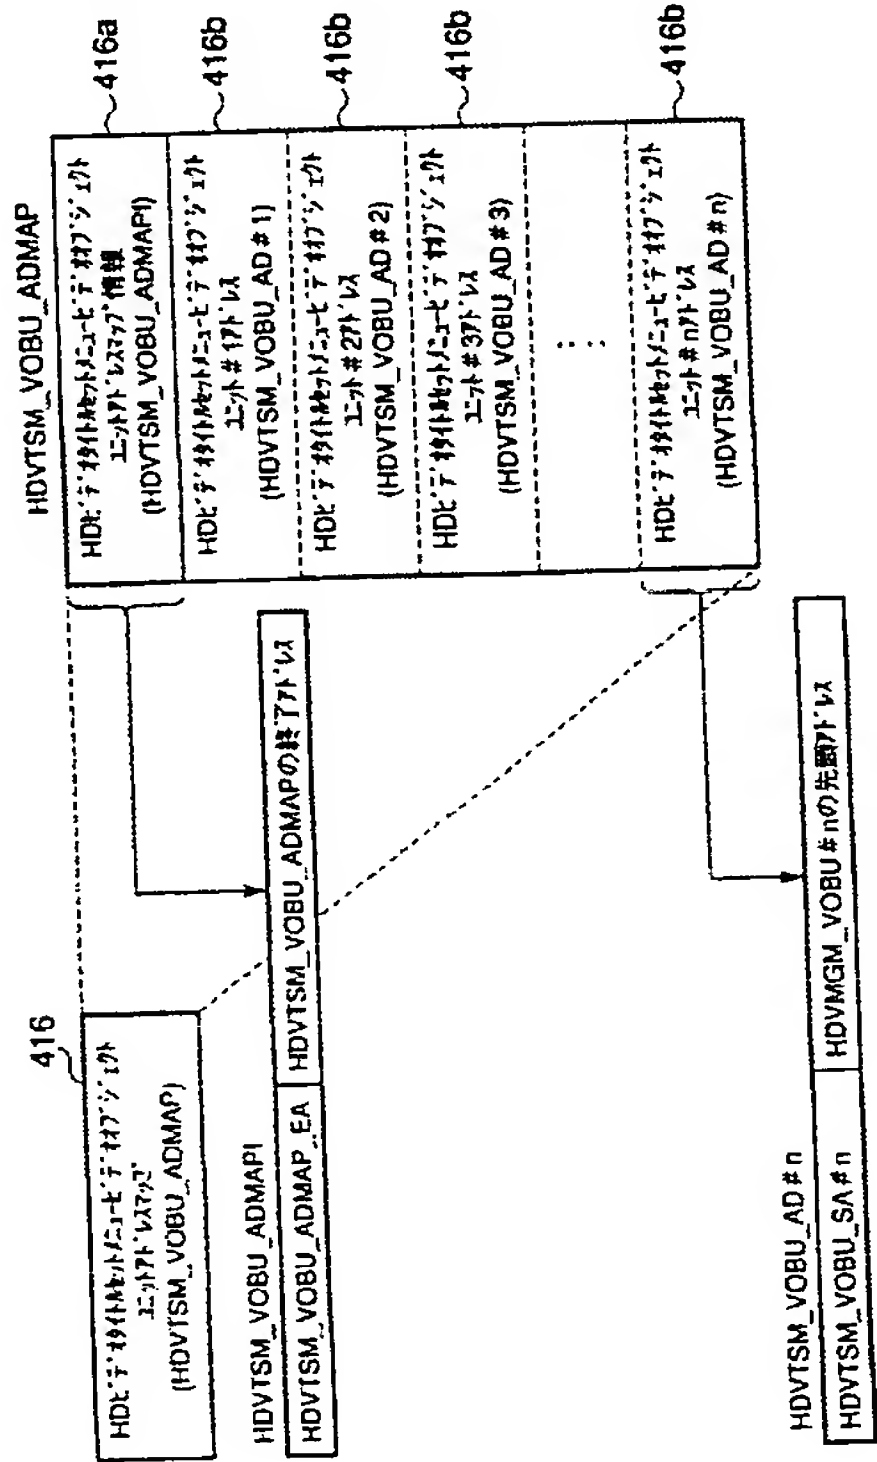 416
HDビデオタイトルセットメニュービデオオブジェクト
ユニットアドレスマップ
(HDVTSM_VOBU_ADMAP)
HDVTSM_VOBU_ADMAP
HDビデオタイトルセットメニュービデオオブジェクト
ユニットアドレスマップ情報
(HDVTSM_VOBU_ADMAPI)
416a
HDビデオタイトルセットメニュービデオオブジェクト
ユニット#1アドレス
(HDVTSM_VOBU_AD#1)
416b
HDビデオタイトルセットメニュービデオオブジェクト
ユニット#2アドレス
(HDVTSM_VOBU_AD#2)
416b
HDビデオタイトルセットメニュービデオオブジェクト
ユニット#3アドレス
(HDVTSM_VOBU_AD#3)
416b
HDビデオタイトルセットメニュービデオオブジェクト
ユニット#nアドレス
(HDVTSM_VOBU_AD#n)
416b
HDVTSM_VOBU_ADMAPI
HDVTSM_VOBU_ADMAP_EA
HDVTSM_VOBU_ADMAPの終了アドレス
HDVTSM_VOBU_AD#n
HDVTSM_VOBU_SA#n
HDVMGM_VOBU#nの先頭アドレス